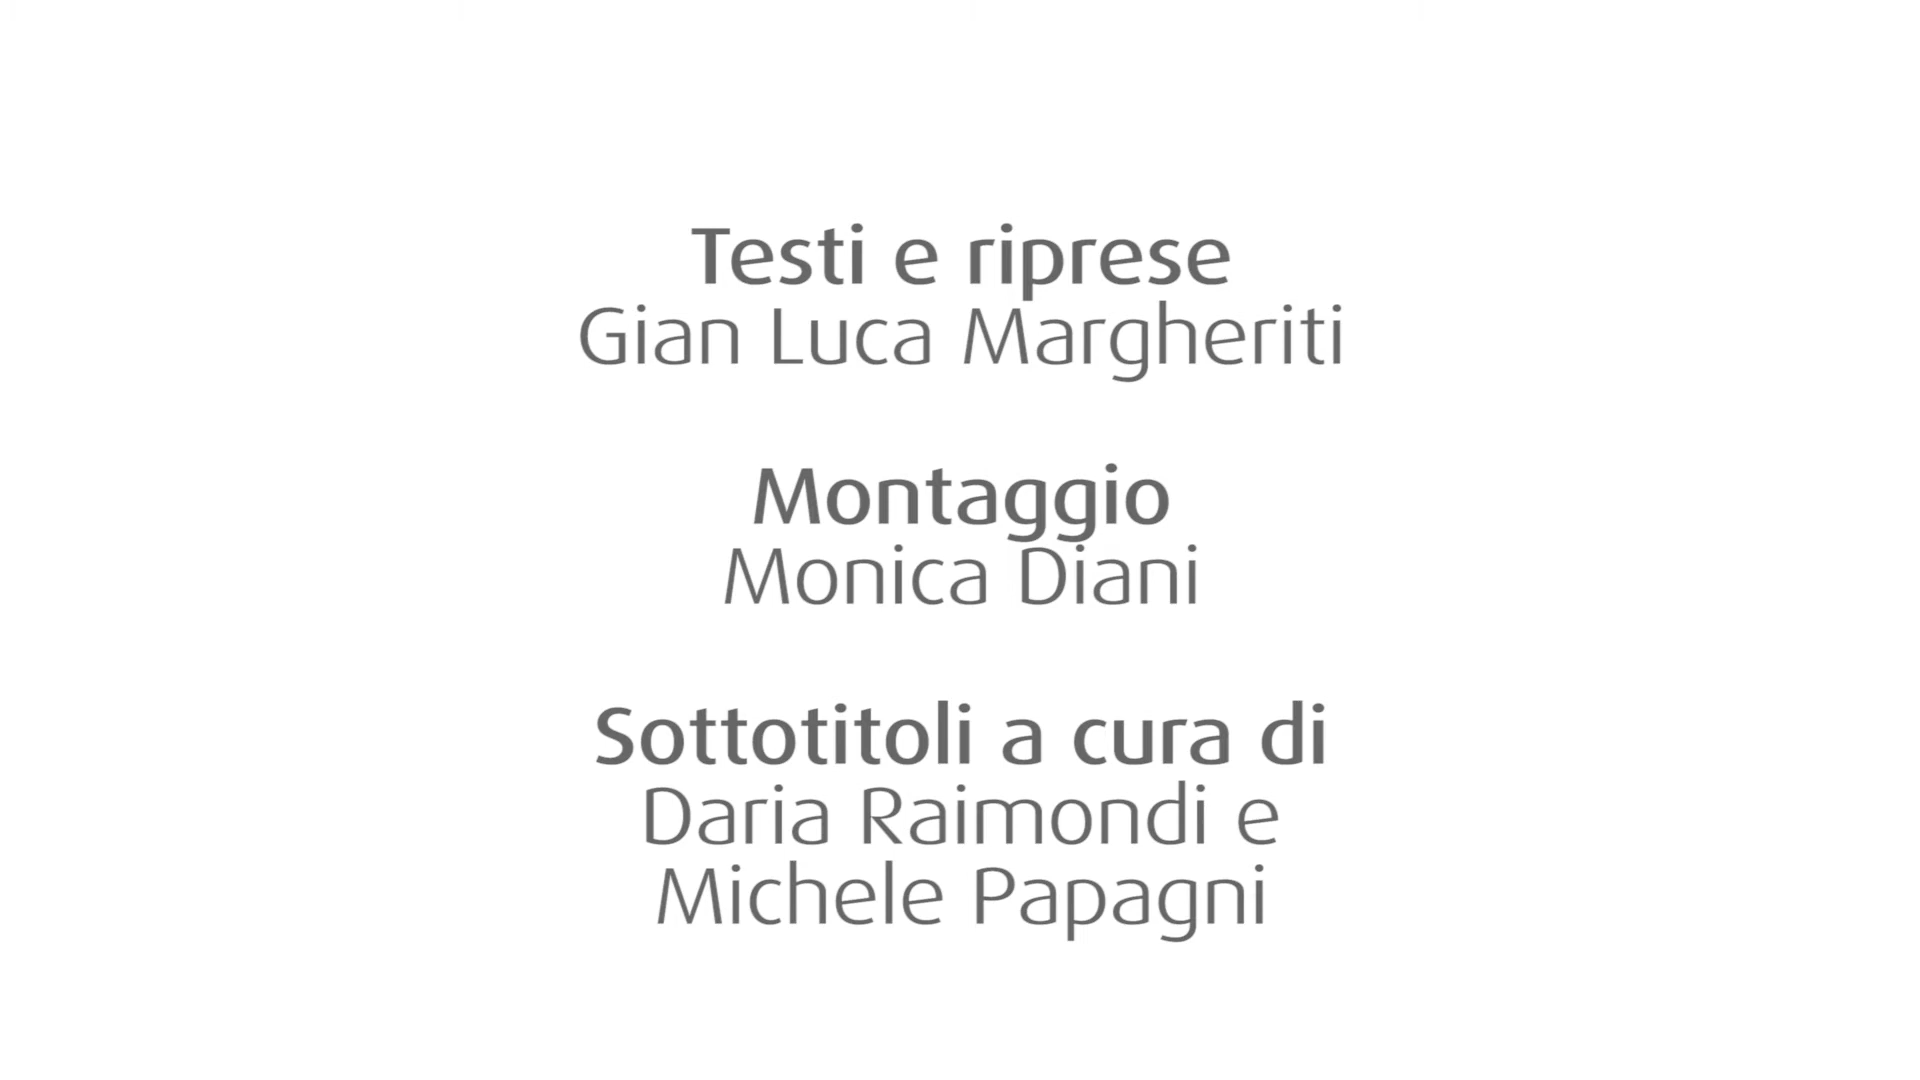 Testi e riprese
Gian Luca Margheriti
Montaggio
Monica Diani
Sottotitoli a cura di
Daria Raimondi e
Michele Papagni